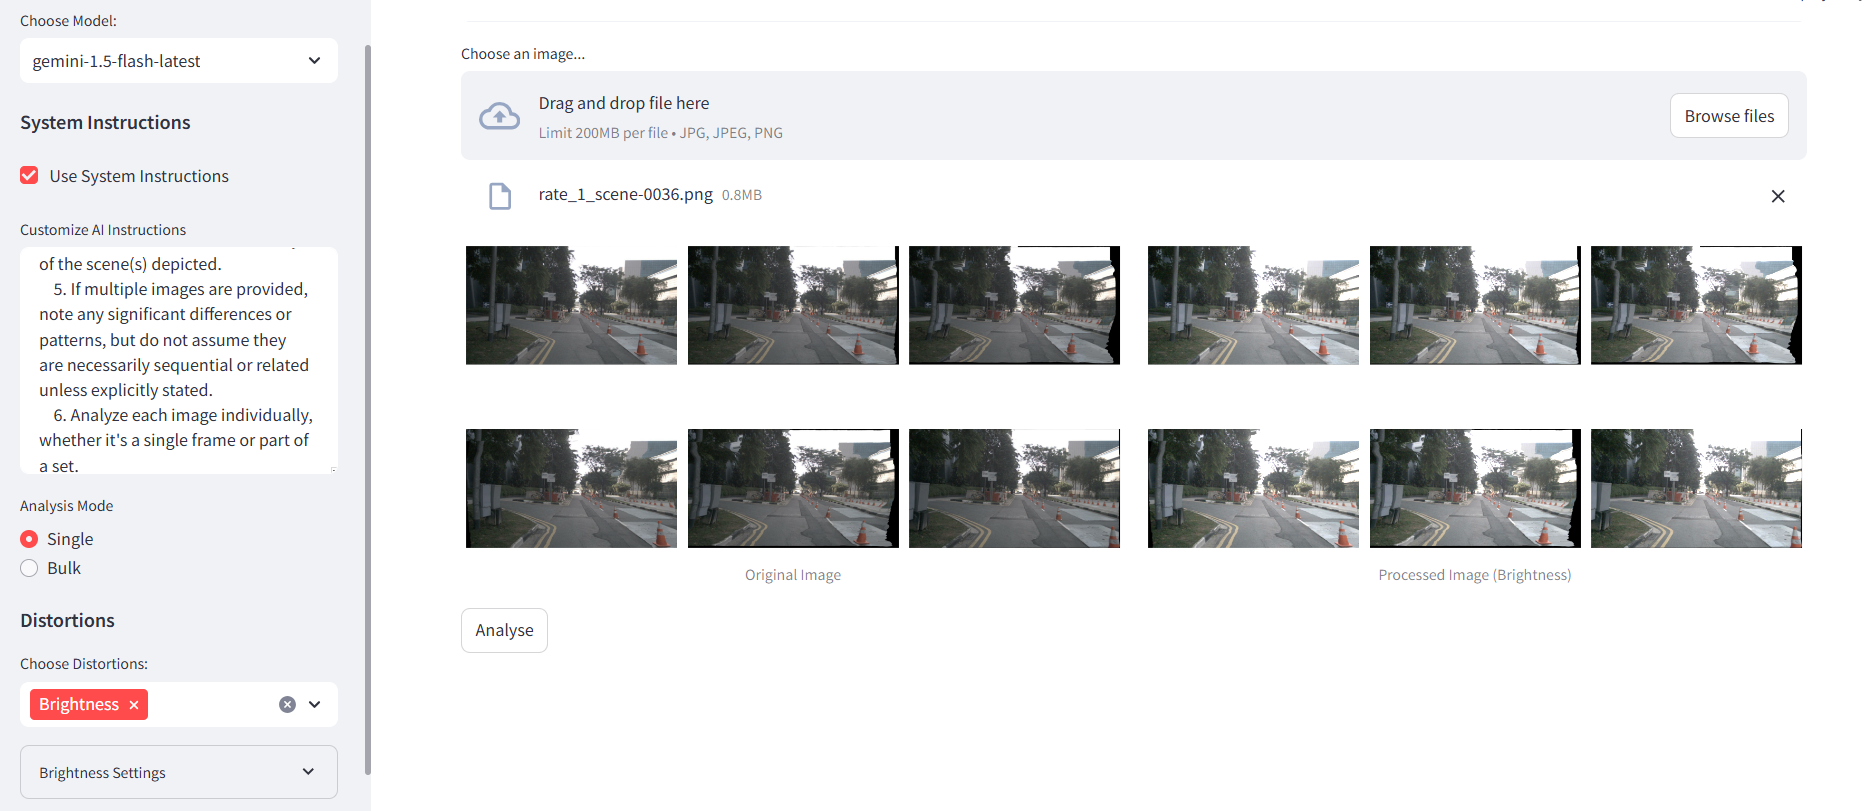 Choose Model:
gemini-1.5-flash-latest
System Instructions
Use System Instructions
Customize AI Instructions
of the scene(s) depicted.
5. If multiple images are provided,
note any significant differences or
patterns, but do not assume they
are necessarily sequential or related
unless explicitly stated.
6. Analyze each image individually,
whether it's a single frame or part of
a set.
Analysis Mode
Single
Bulk
Distortions
Choose Distortions:
Brightness
Brightness Settings
Choose an image...
Drag and drop file here
Limit 200MB per file • JPG, JPEG, PNG
Browse files
rate_1_scene-0036.png 0.8MB
Original Image
Processed Image (Brightness)
Analyse